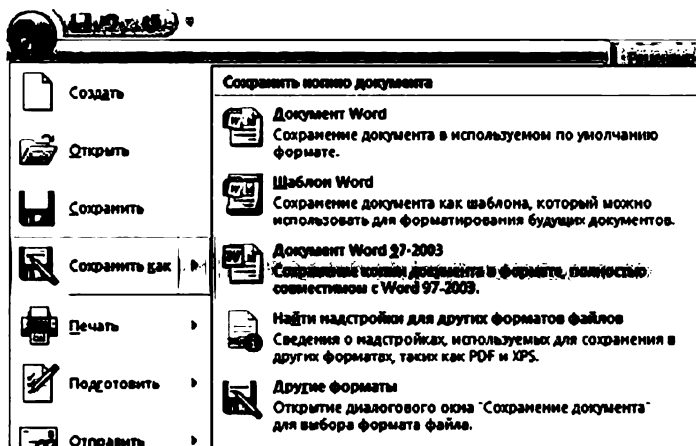 Создать
Открыть
Сохранить
Сохранить как
Печать
Подготовить
Отправить
Сохранить копию документа
Документ Word
Сохранение документа в используемом по умолчанию
формате.
Шаблон Word
Сохранение документа как шаблона, который можно
использовать для форматирования будущих документов.
Документ Word 97-2003
Сохранение копии документа в формате, полностью
совместимом с Word 97-2003.
Найти надстройки для других форматов файлов
Сведения о надстройках, используемых для сохранения в
других форматах, таких как PDF и XPS.
Другие форматы
Открытие диалогового окна "Сохранение документа"
для выбора формата файла.